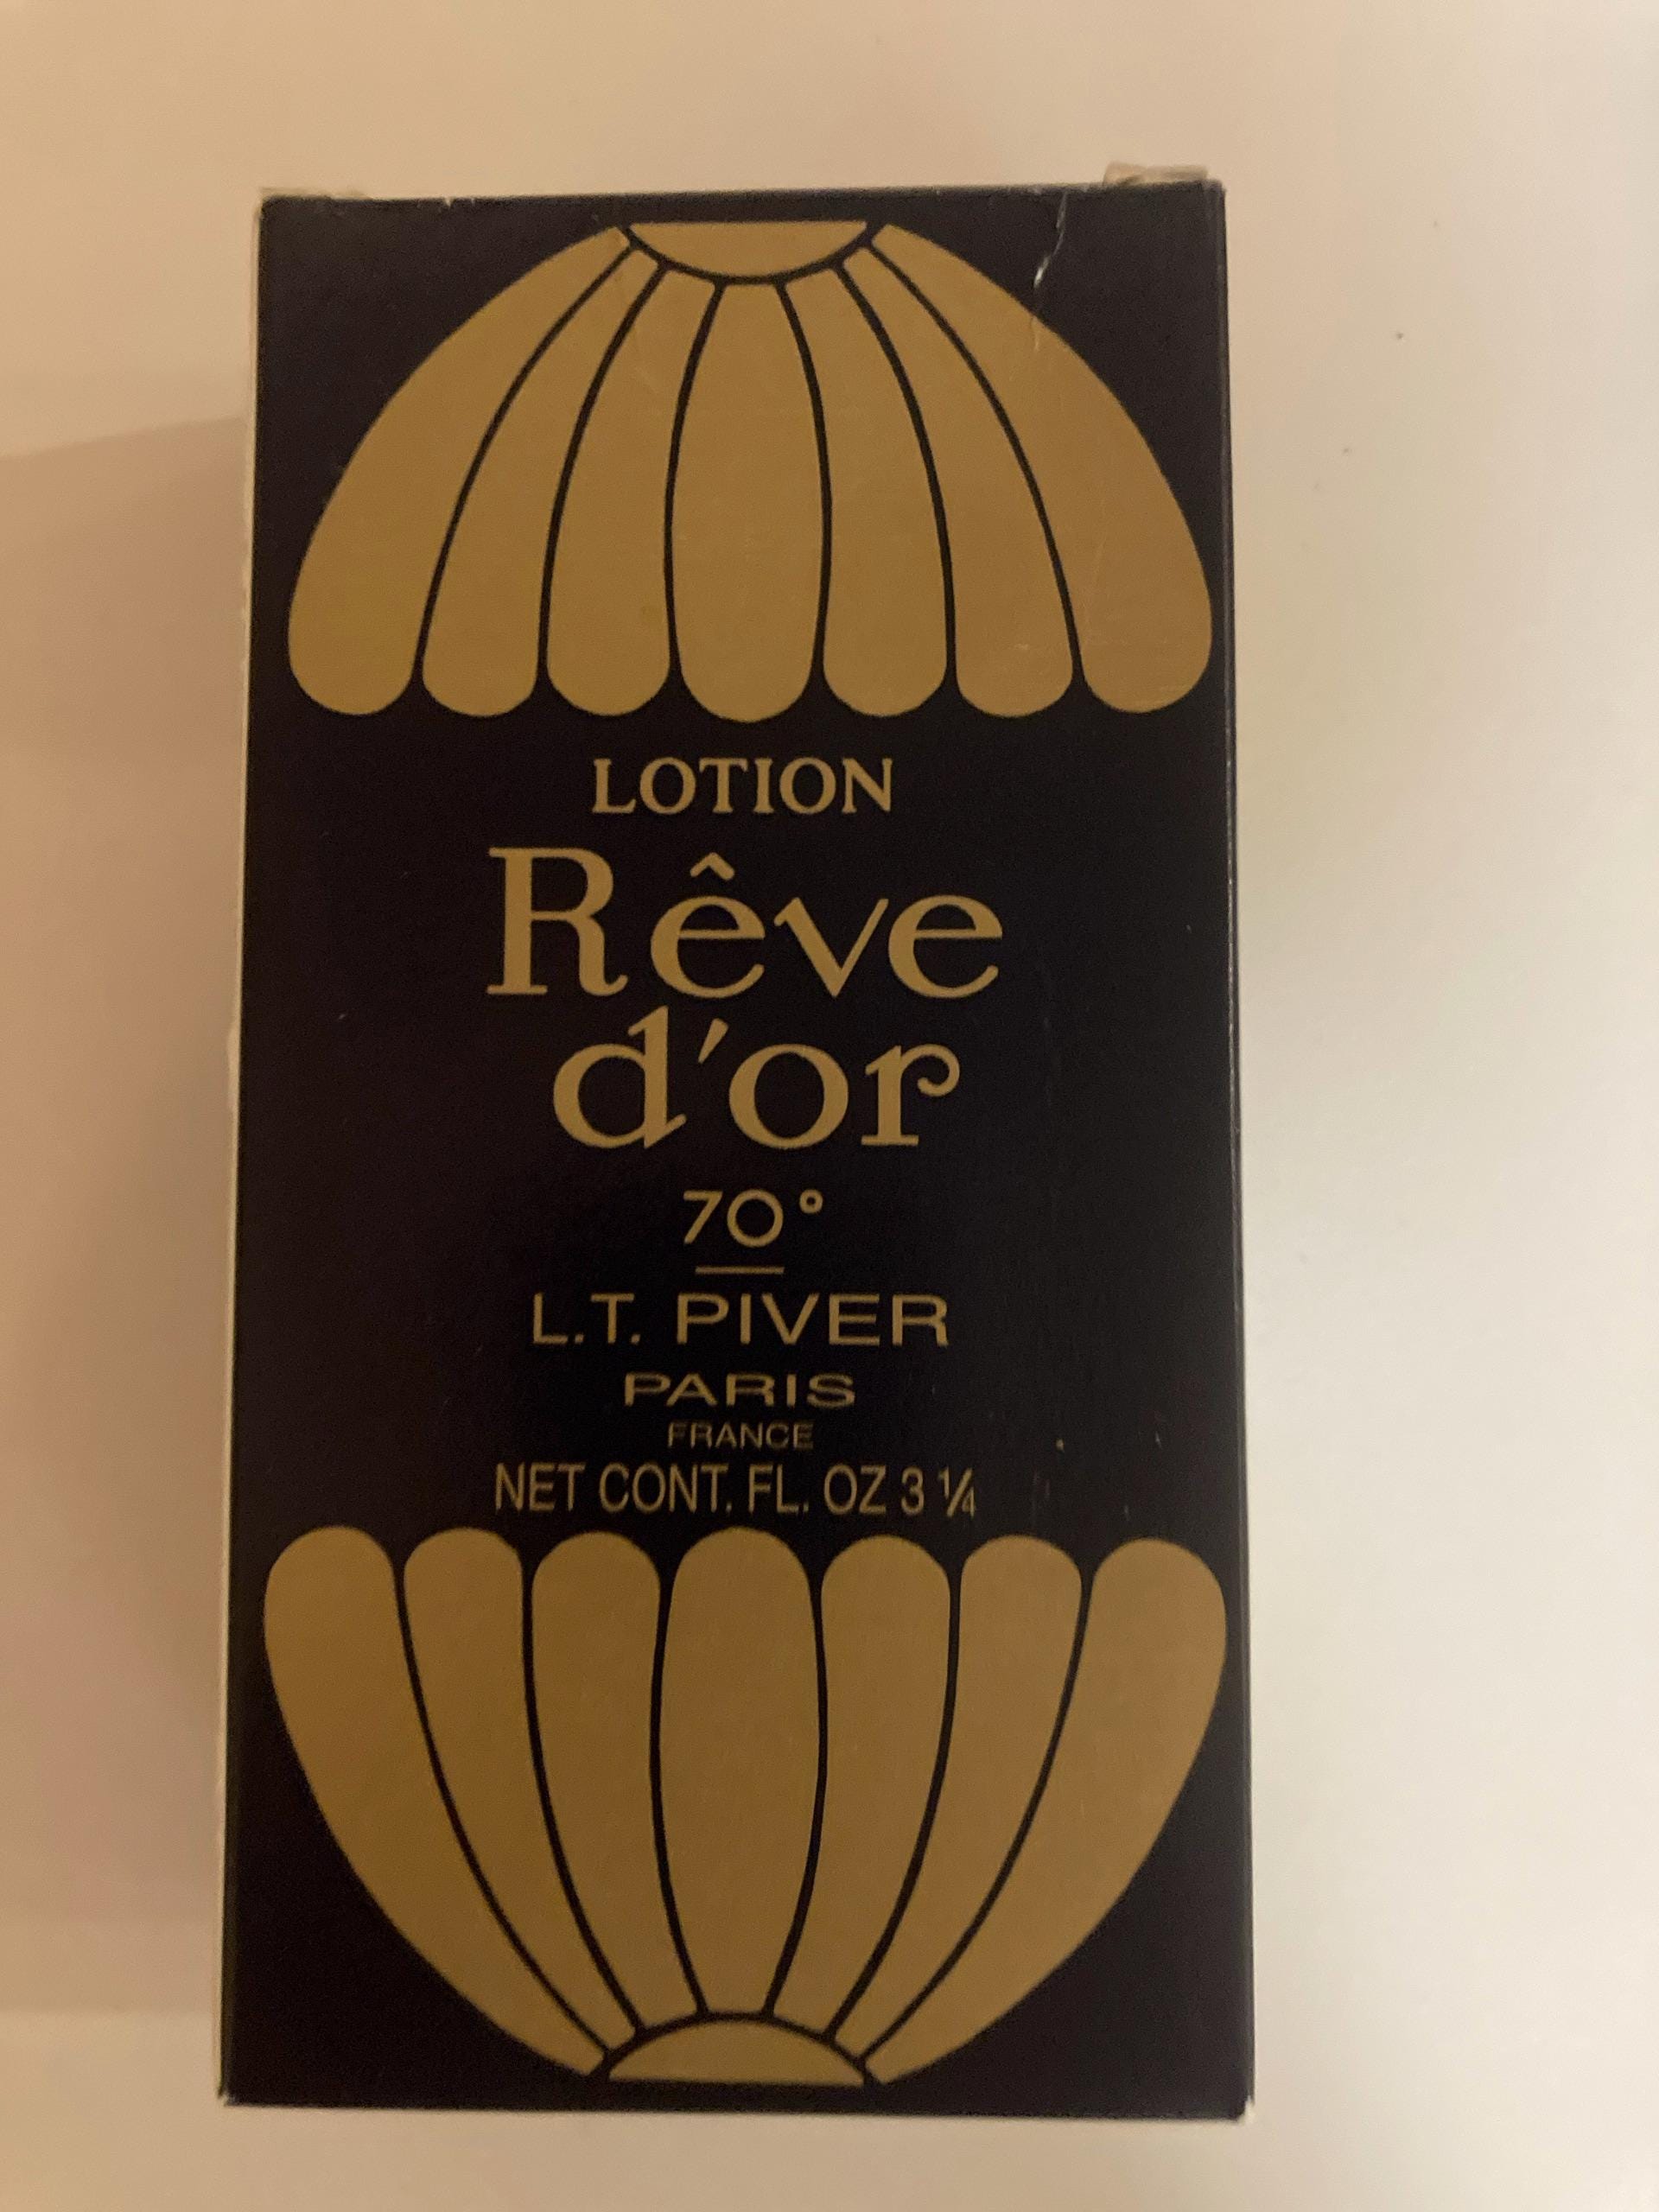 LOTION
Rêve
d'or
70°
L.T. PIVER
PARIS
FRANCE
NET CONT. FL. OZ 3 ¼